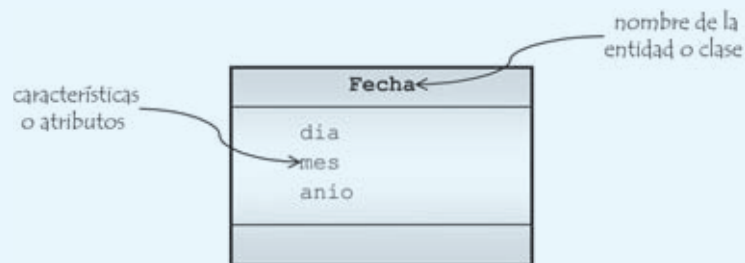 nombre de la
entidad o clase
Fecha
características
o atributos
dia
mes
anio